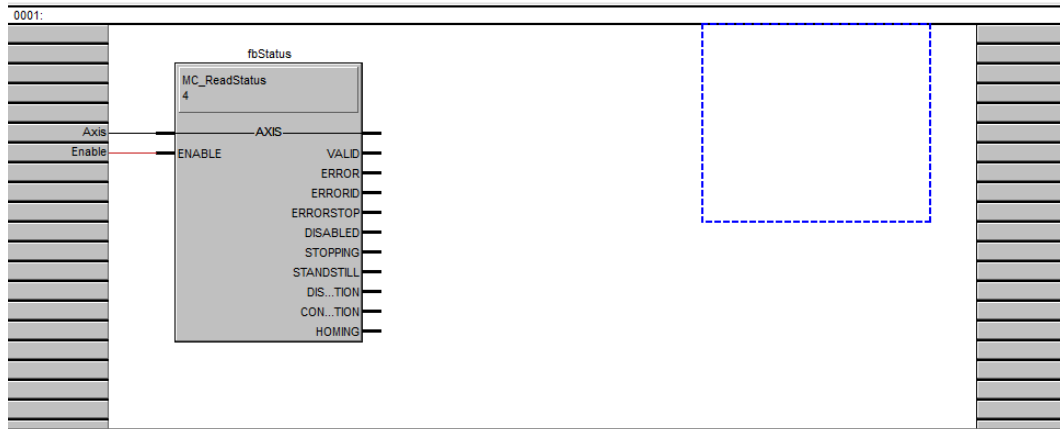 0001:
fbStatus
MC_ReadStatus
4
Axis
AXIS
Enable
ENABLE
VALID
ERROR
ERRORID
ERRORSTOP
DISABLED
STOPPING
STANDSTILL
DIS...TION
CON...TION
HOMING